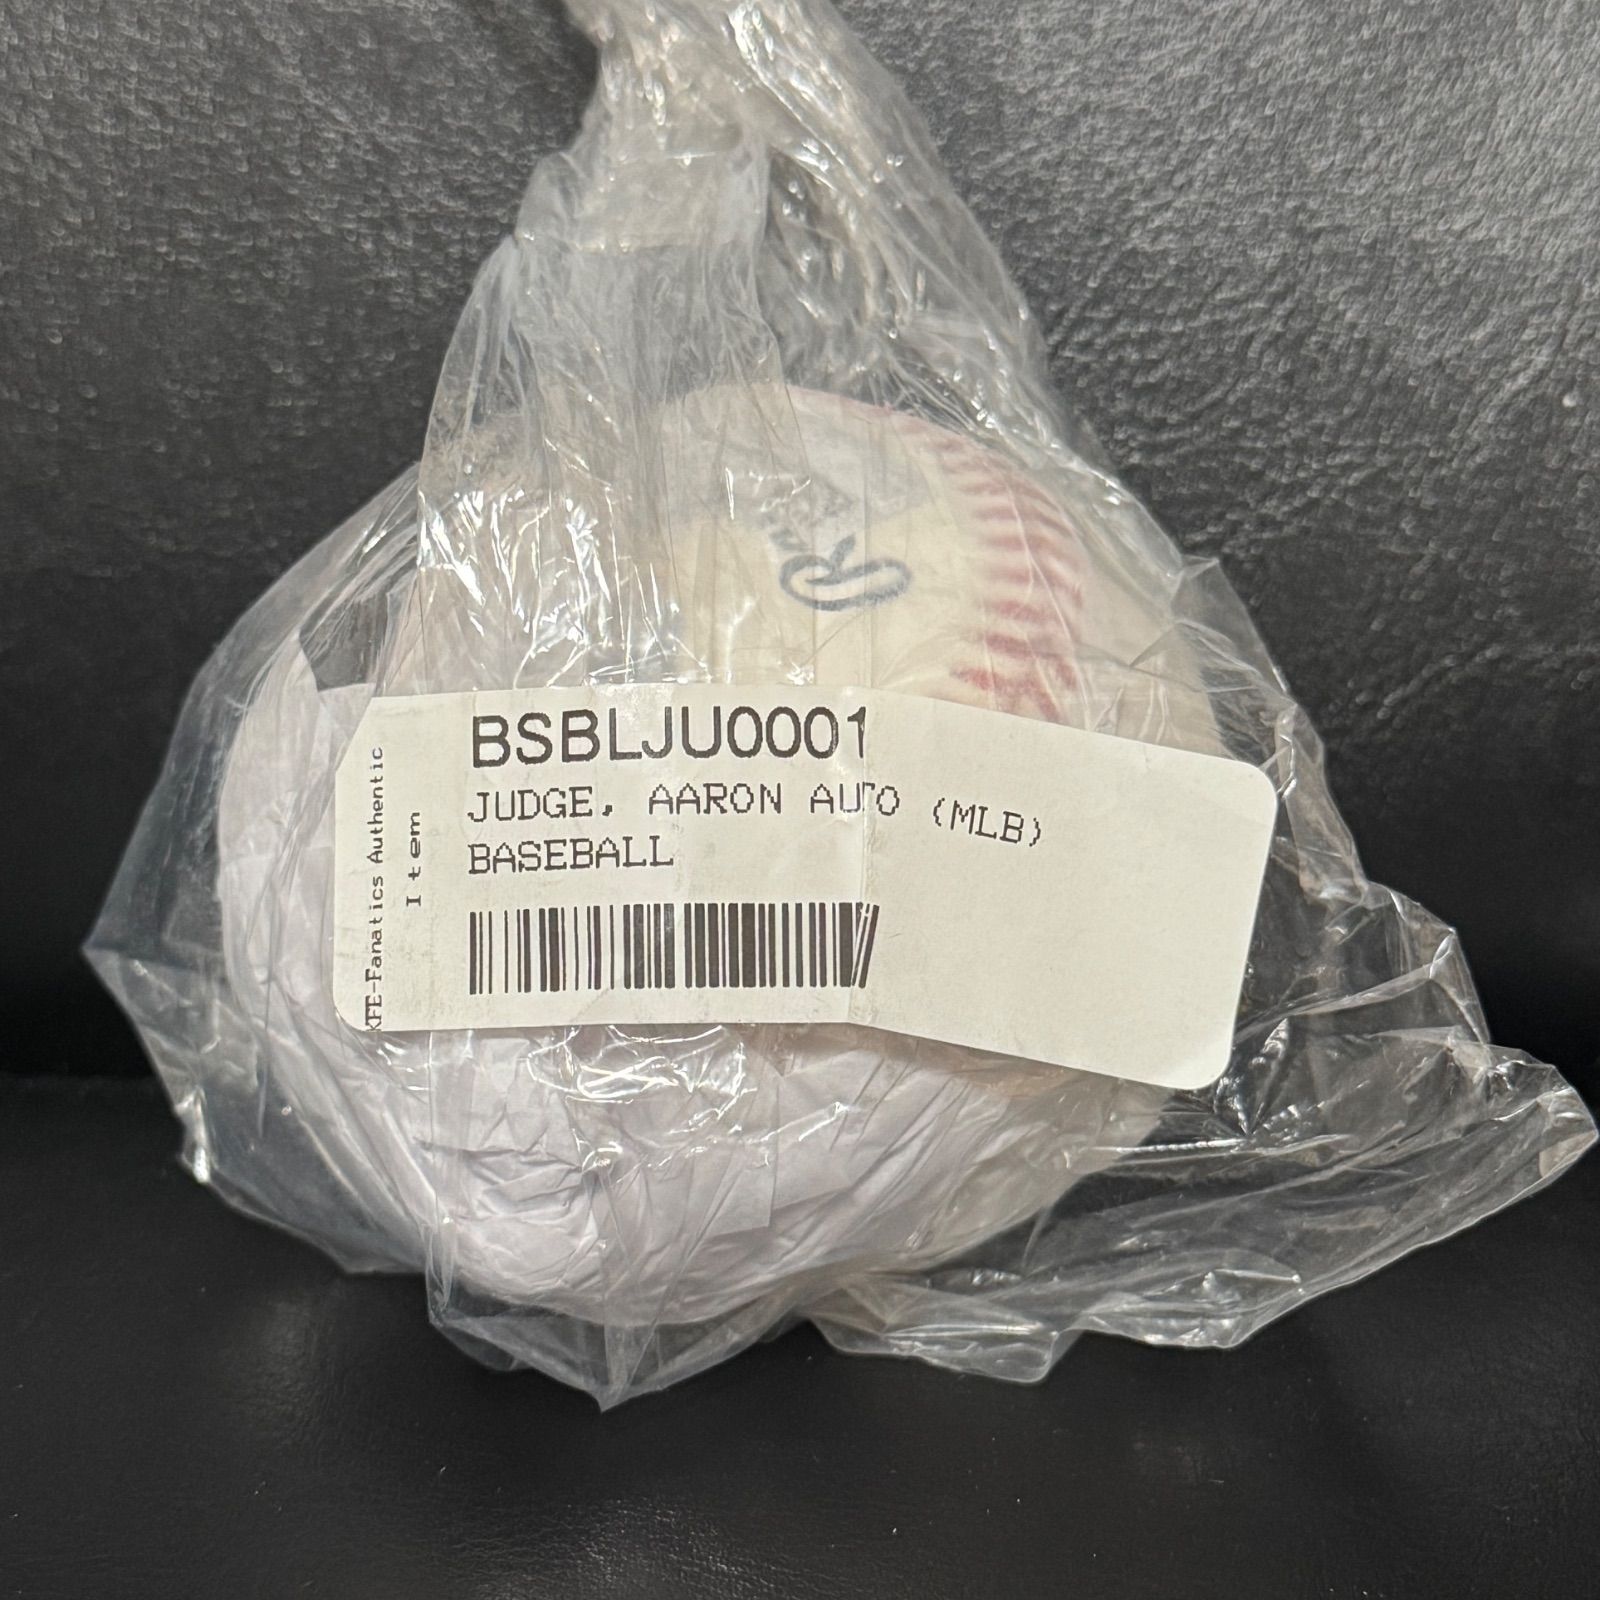 BSBLJU0001
JUDGE, AARON AUTO (MLB)
BASEBALL
KFE-Fanatics Authentic
Item
R